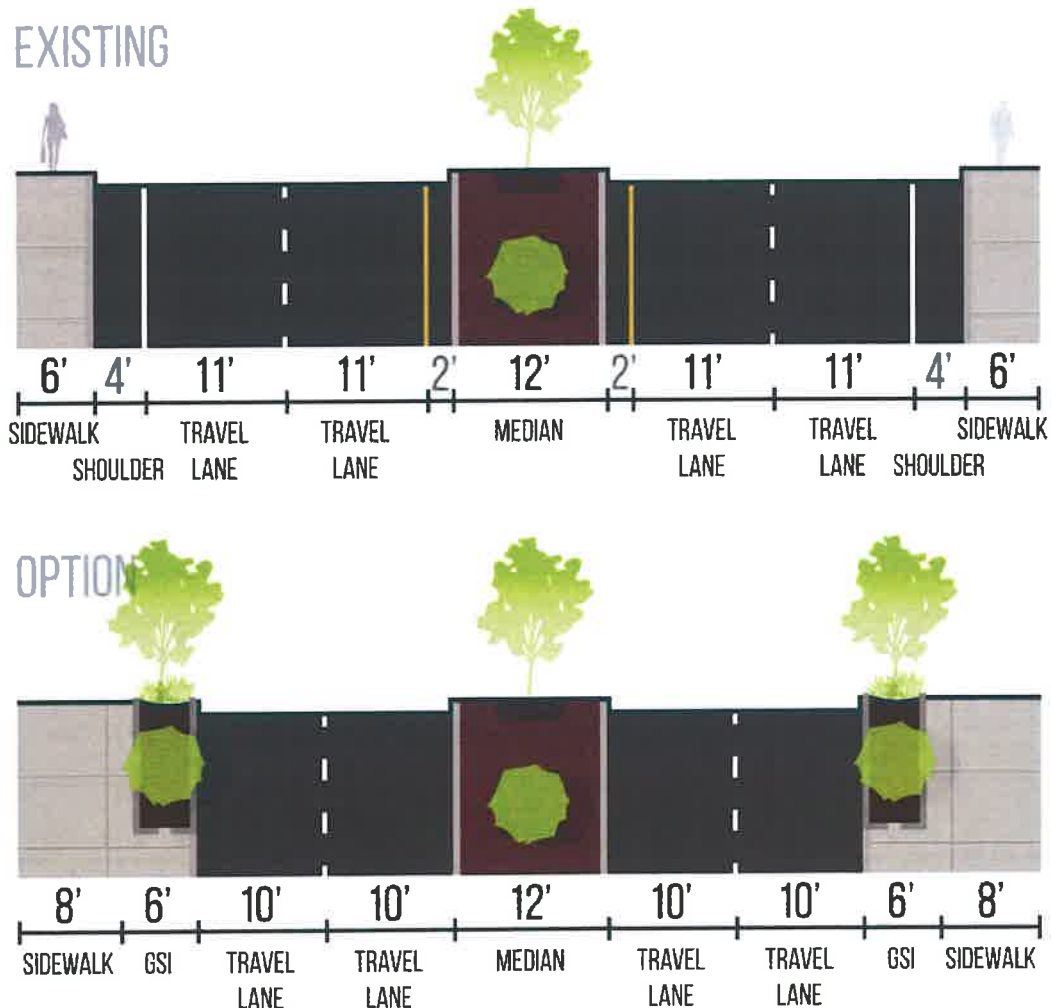 EXISTING
6' 4' 11' 11' 2' 12' 2' 11' 11' 4' 6'
SIDEWALK SHOULDER TRAVEL LANE TRAVEL LANE MEDIAN TRAVEL LANE TRAVEL LANE SHOULDER SIDEWALK
OPTION
8' 6' 10' 10' 12' 10' 10' 6' 8'
SIDEWALK GSI TRAVEL LANE TRAVEL LANE MEDIAN TRAVEL LANE TRAVEL LANE GSI SIDEWALK